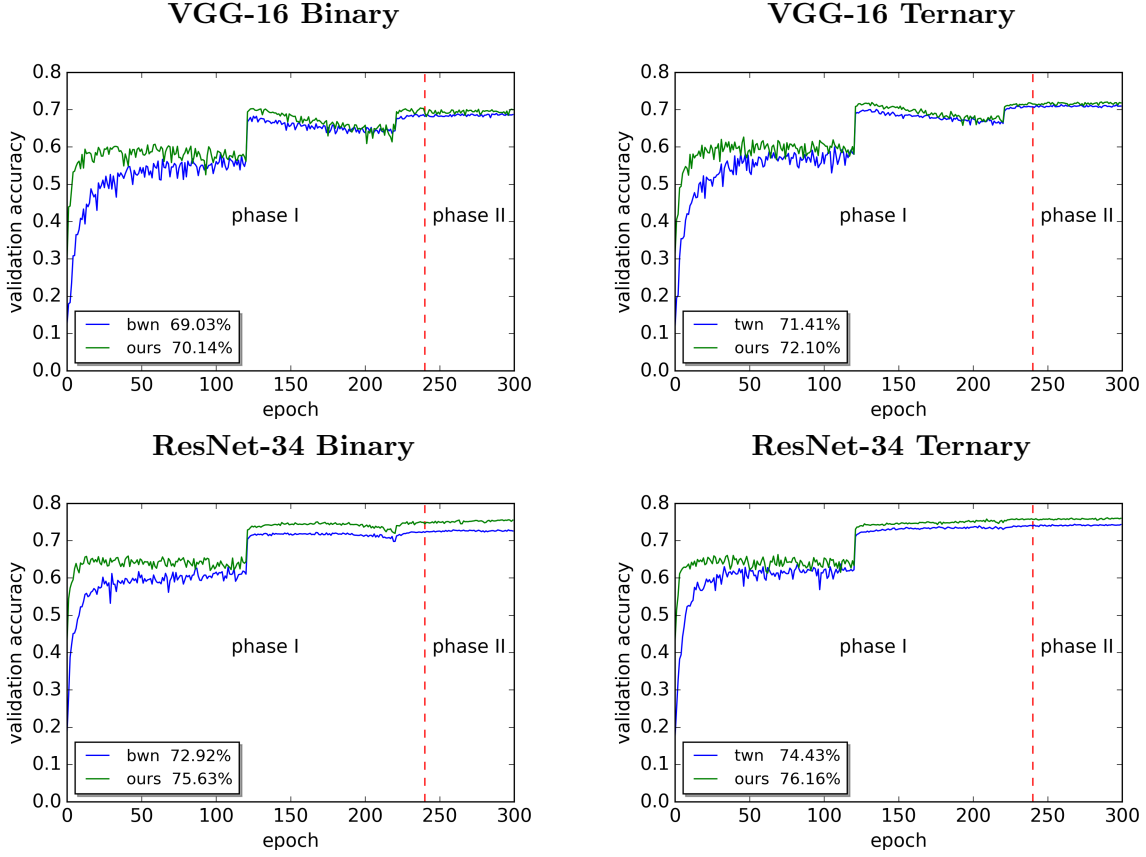 VGG-16 Binary
validation accuracy
0.8
0.7
0.6
0.5
0.4
0.3
0.2
0.1
0.0
phase I
phase II
bwn 69.03%
ours 70.14%
0 50 100 150 200 250 300
epoch
VGG-16 Ternary
validation accuracy
0.8
0.7
0.6
0.5
0.4
0.3
0.2
0.1
0.0
phase I
phase II
twn 71.41%
ours 72.10%
0 50 100 150 200 250 300
epoch
ResNet-34 Binary
validation accuracy
0.8
0.7
0.6
0.5
0.4
0.3
0.2
0.1
0.0
phase I
phase II
bwn 72.92%
ours 75.63%
0 50 100 150 200 250 300
epoch
ResNet-34 Ternary
validation accuracy
0.8
0.7
0.6
0.5
0.4
0.3
0.2
0.1
0.0
phase I
phase II
twn 74.43%
ours 76.16%
0 50 100 150 200 250 300
epoch